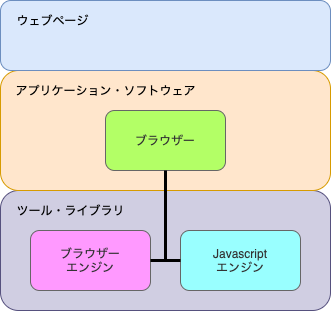 ウェブページ
アプリケーション・ソフトウェア
ブラウザー
ツール・ライブラリ
ブラウザー
エンジン
Javascript
エンジン